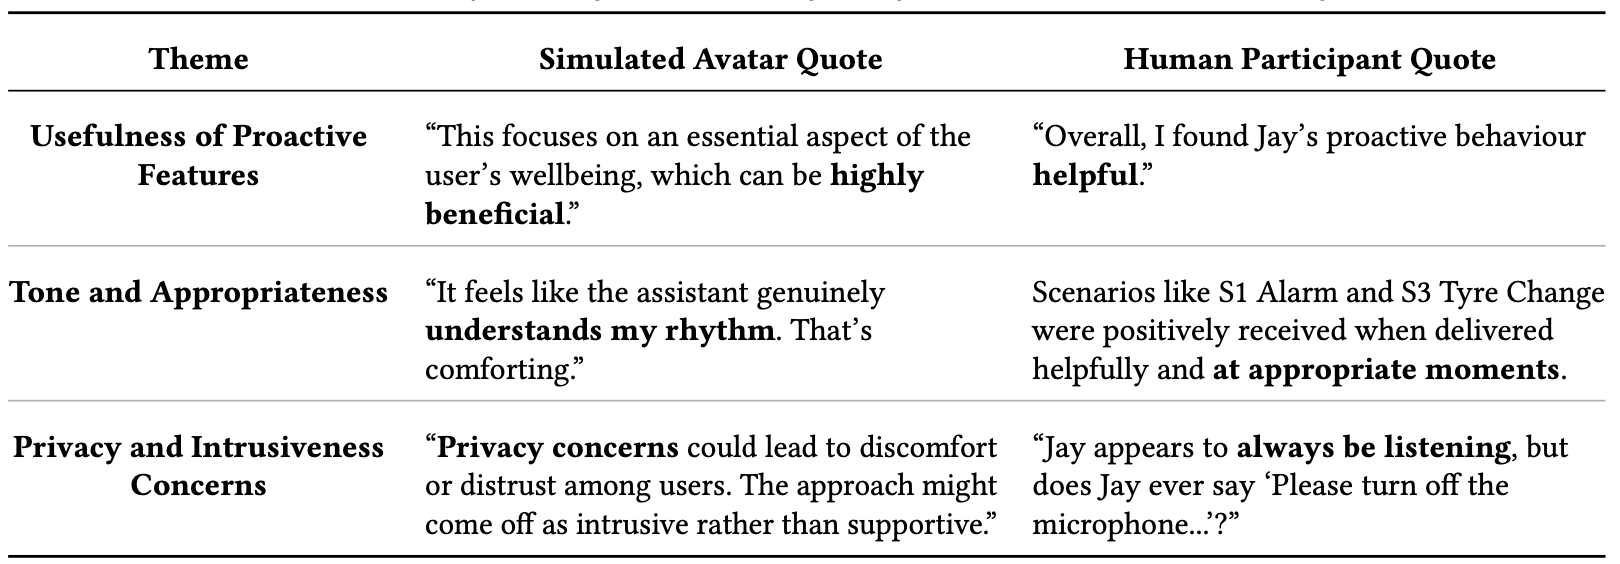 Theme Simulated Avatar Quote Human Participant Quote
Usefulness of Proactive Features
“This focuses on an essential aspect of the
user’s wellbeing, which can be highly
beneficial.”
“Overall, I found Jay’s proactive behaviour
helpful.”
Tone and Appropriateness
“It feels like the assistant genuinely
understands my rhythm. That’s
comforting.”
Scenarios like S1 Alarm and S3 Tyre Change
were positively received when delivered
helpfully and at appropriate moments.
Privacy and Intrusiveness
Concerns
“Privacy concerns could lead to discomfort
or distrust among users. The approach might
come off as intrusive rather than supportive.”
“Jay appears to always be listening, but
does Jay ever say ‘Please turn off the
microphone...’?”